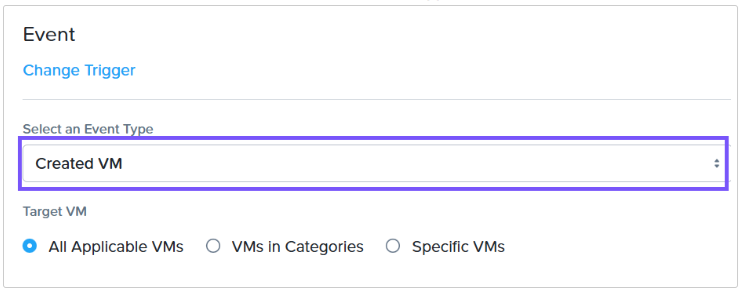 Event
Change Trigger
Select an Event Type
Created VM
Target VM
All Applicable VMs VMs in Categories Specific VMs